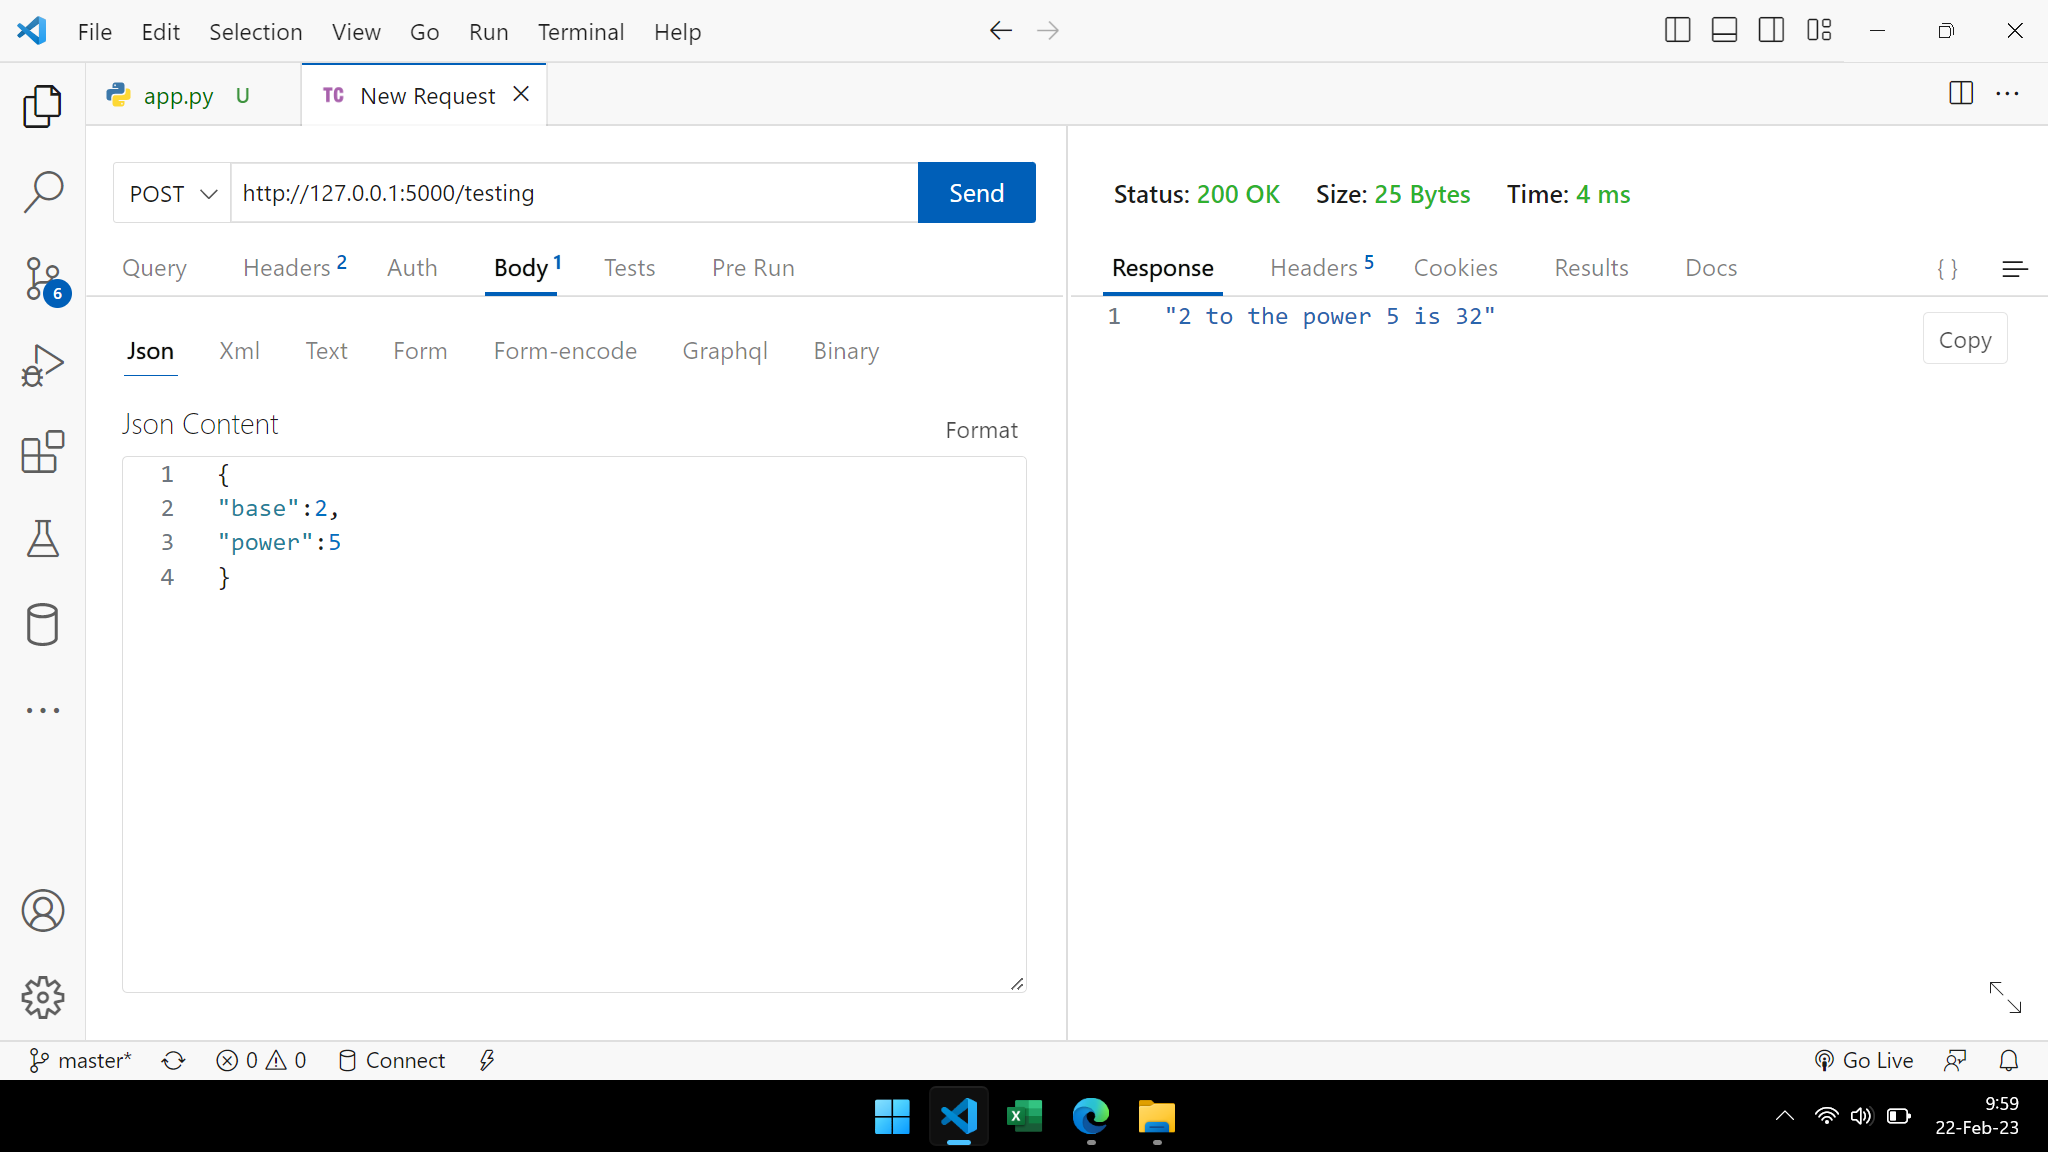 File Edit Selection View Go Run Terminal Help
app.py U
TC New Request
POST http://127.0.0.1:5000/testing Send
Status: 200 OK Size: 25 Bytes Time: 4 ms
Query Headers 2 Auth Body 1 Tests Pre Run
Response Headers 5 Cookies Results Docs { }
1 "2 to the power 5 is 32"
Copy
Json Xml Text Form Form-encode Graphql Binary
Json Content
Format
1 {
2 "base":2,
3 "power":5
4 }
6
master* 0 0 Connect
Go Live
9:59
22-Feb-23